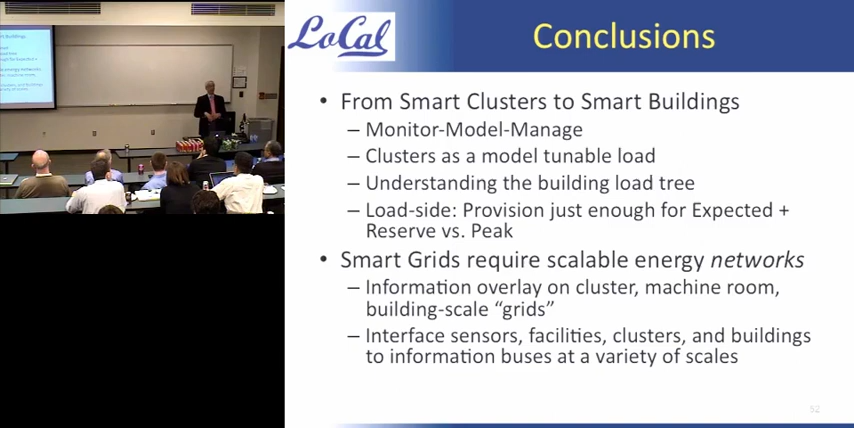 LoCal
Conclusions
• From Smart Clusters to Smart Buildings
– Monitor-Model-Manage
– Clusters as a model tunable load
– Understanding the building load tree
– Load-side: Provision just enough for Expected +
Reserve vs. Peak
• Smart Grids require scalable energy networks
– Information overlay on cluster, machine room,
building-scale “grids”
– Interface sensors, facilities, clusters, and buildings
to information buses at a variety of scales
52